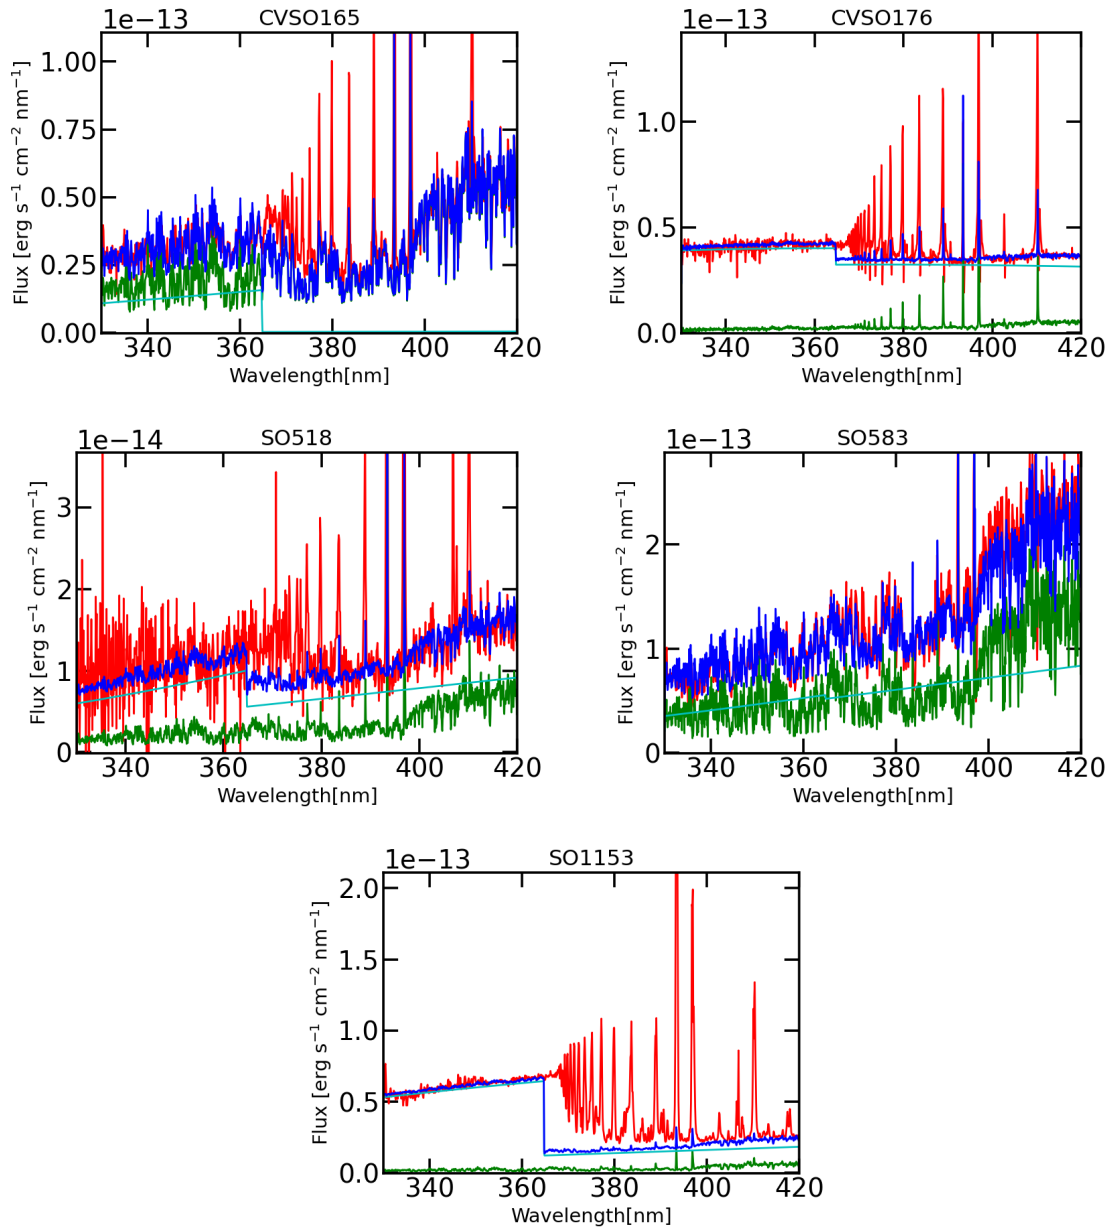 1e−13 CVSO165
1.00
0.75
0.50
0.25
0.00
Flux [erg s⁻¹ cm⁻² nm⁻¹]
340 360 380 400 420
Wavelength[nm]
1e−13 CVSO176
1.0
0.5
0.0
Flux [erg s⁻¹ cm⁻² nm⁻¹]
340 360 380 400 420
Wavelength[nm]
1e−14 SO518
3
2
1
0
Flux [erg s⁻¹ cm⁻² nm⁻¹]
340 360 380 400 420
Wavelength[nm]
1e−13 SO583
2
1
0
Flux [erg s⁻¹ cm⁻² nm⁻¹]
340 360 380 400 420
Wavelength[nm]
1e−13 SO1153
2.0
1.5
1.0
0.5
0.0
Flux [erg s⁻¹ cm⁻² nm⁻¹]
340 360 380 400 420
Wavelength[nm]